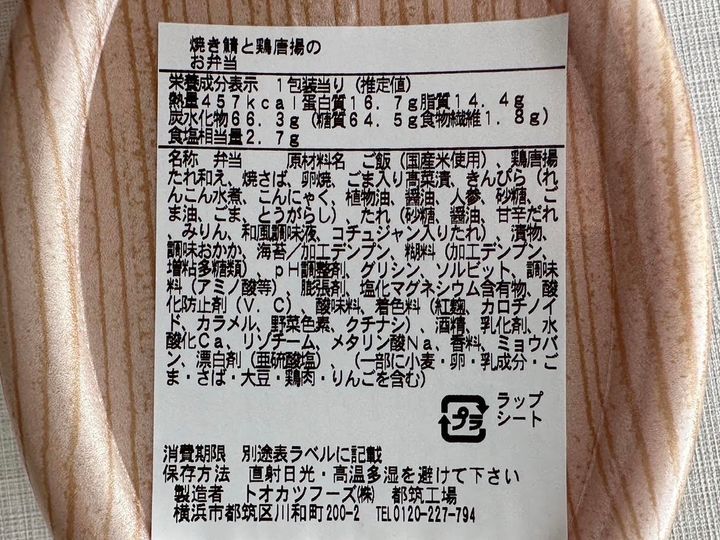 焼き鯖と鶏唐揚の
お弁当
栄養成分表示 1包装当り(推定値)
熱量457kcal蛋白質16.7g脂質14.4g
炭水化物66.3g(糖質64.5g食物繊維1.8g)
食塩相当量2.7g
名称 弁当 原材料名 ご飯(国産米使用)、鶏唐揚
たれ和え、焼さば、卵焼、ごま入り高菜漬、きんぴら(れ
んこん水煮、こんにゃく、植物油、醤油、人参、砂糖、ご
ま油、ごま、とうがらし)、たれ(砂糖、醤油、甘辛だれ
、みりん、和風調味液、コチュジャン入りたれ) 漬物、
調味おかか、海苔/加工デンプン、糊料(加工デンプン、
増粘多糖類)、pH調整剤、グリシン、ソルビット、調味
料(アミノ酸等) 膨張剤、塩化マグネシウム含有物、酸
化防止剤(V.C)、酸味料、着色料(紅麹、カロチノイ
ド、カラメル、野菜色素、クチナシ)、酒精、乳化剤、水
酸化Ca、リゾチーム、メタリン酸Na、香料、ミョウバ
ン、漂白剤(亜硫酸塩)、(一部に小麦・卵・乳成分・ご
ま・さば・大豆・鶏肉・りんごを含む)
プラ
ラップ
シート
消費期限 別途表ラベルに記載
保存方法 直射日光・高温多湿を避けて下さい
製造者 トオカツフーズ㈱ 都筑工場
横浜市都筑区川和町200-2 TEL0120-227-794